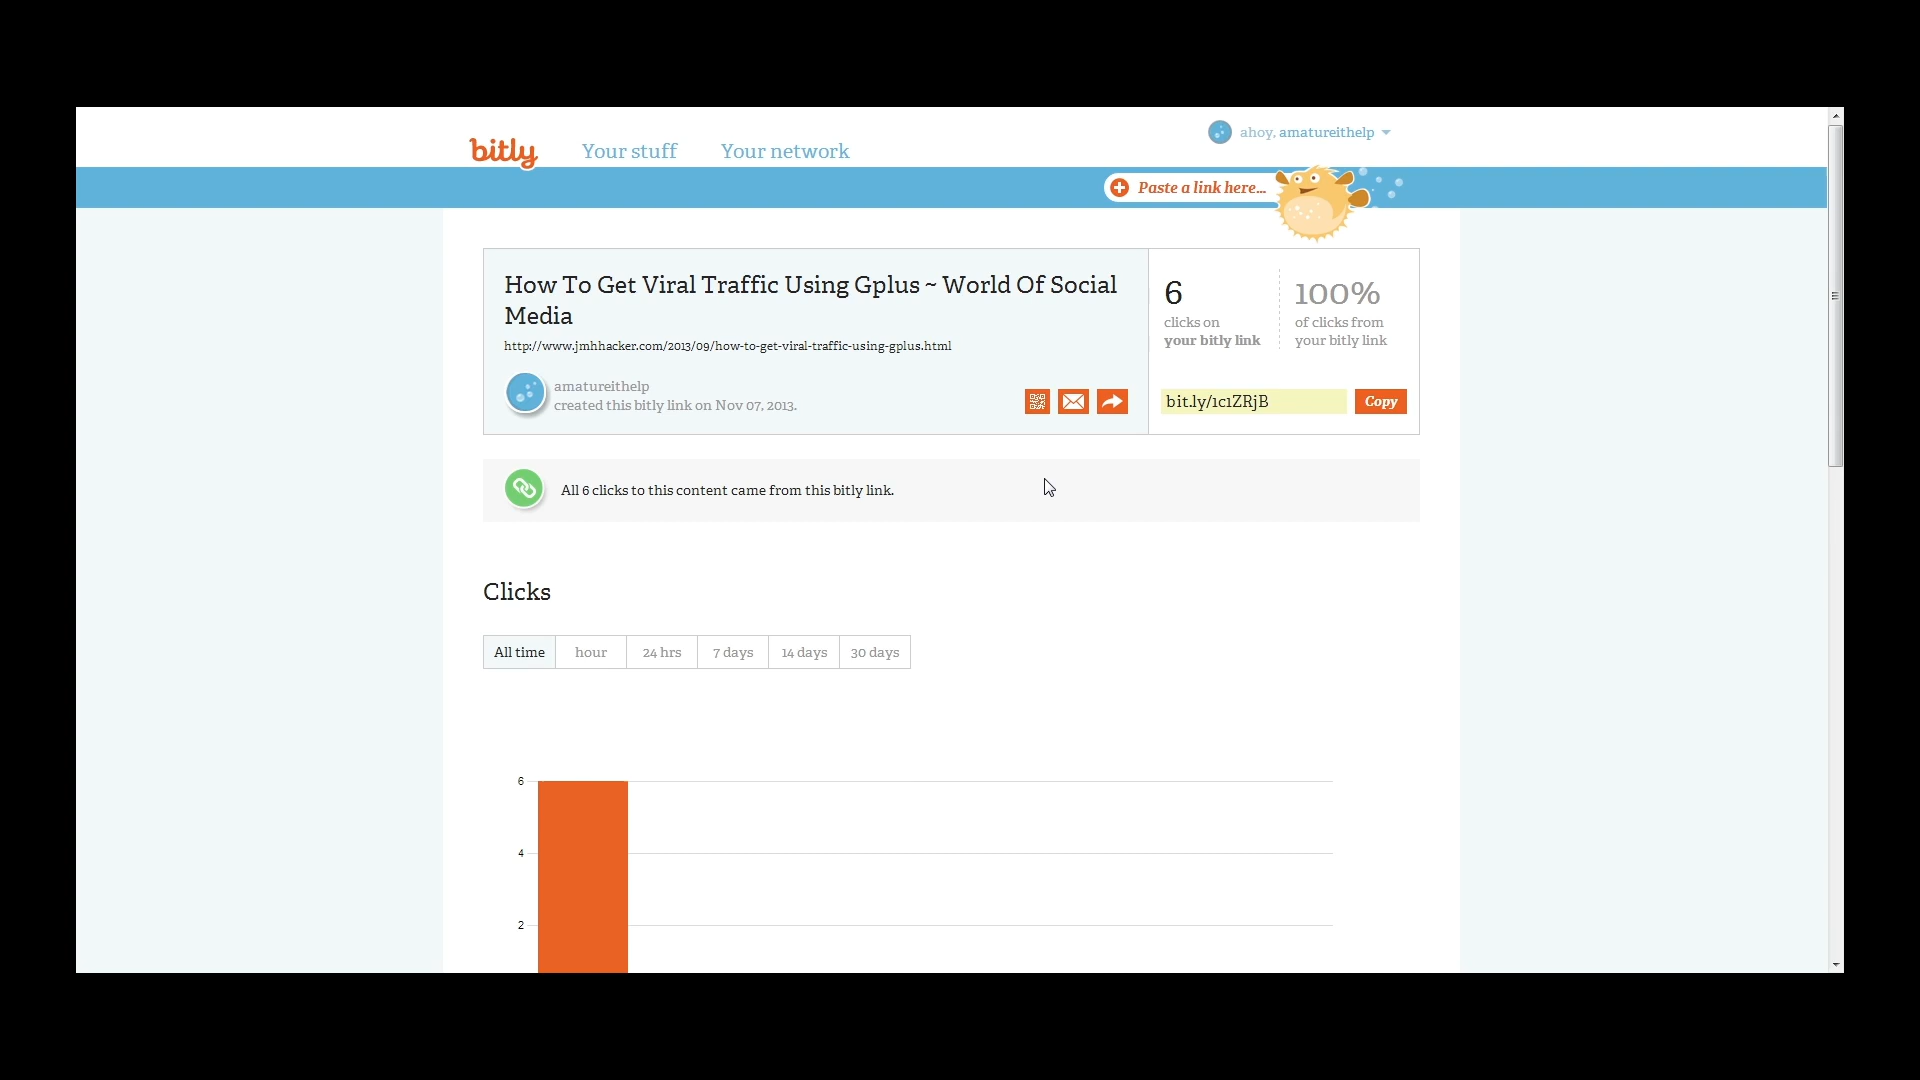 bitly
Your stuff
Your network
ahoy, amatureithelp
Paste a link here...
How To Get Viral Traffic Using Gplus ~ World Of Social
Media
http://www.jmhhacker.com/2013/09/how-to-get-viral-traffic-using-gplus.html
amatureithelp
created this bitly link on Nov 07, 2013.
6
clicks on
your bitly link
100%
of clicks from
your bitly link
bit.ly/1c1ZRjB
Copy
All 6 clicks to this content came from this bitly link.
Clicks
All time
hour
24 hrs
7 days
14 days
30 days
6
4
2